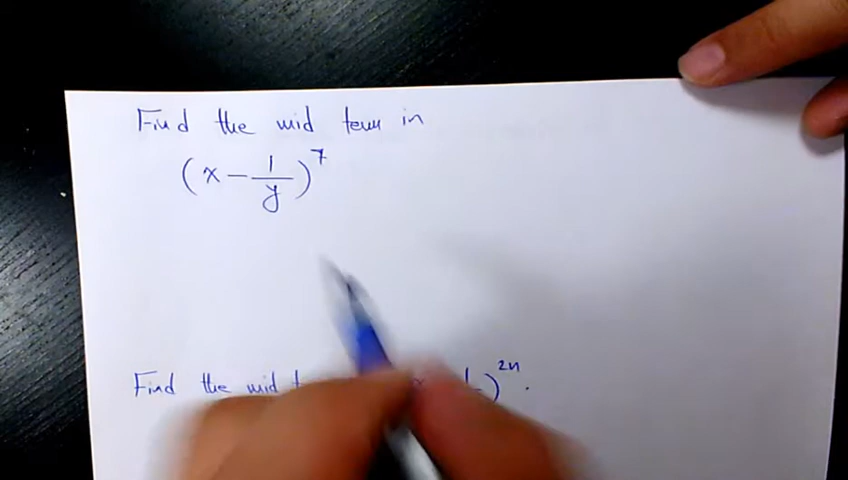 Find the mid term in
(x - 1/y)^7
Find the mid )^2n .